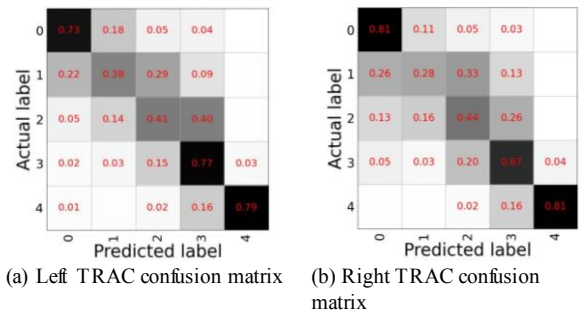 0 0.73 0.18 0.05 0.04
1 0.22 0.38 0.29 0.09
2 0.05 0.14 0.41 0.40
3 0.02 0.03 0.15 0.77 0.03
4 0.01 0.02 0.16 0.79
Actual label
0 1 2 3 4
Predicted label
(a) Left TRAC confusion matrix
0 0.81 0.11 0.05 0.03
1 0.26 0.28 0.33 0.13
2 0.13 0.16 0.44 0.26
3 0.05 0.03 0.20 0.67 0.04
4 0.02 0.16 0.81
Actual label
0 1 2 3 4
Predicted label
(b) Right TRAC confusion
matrix